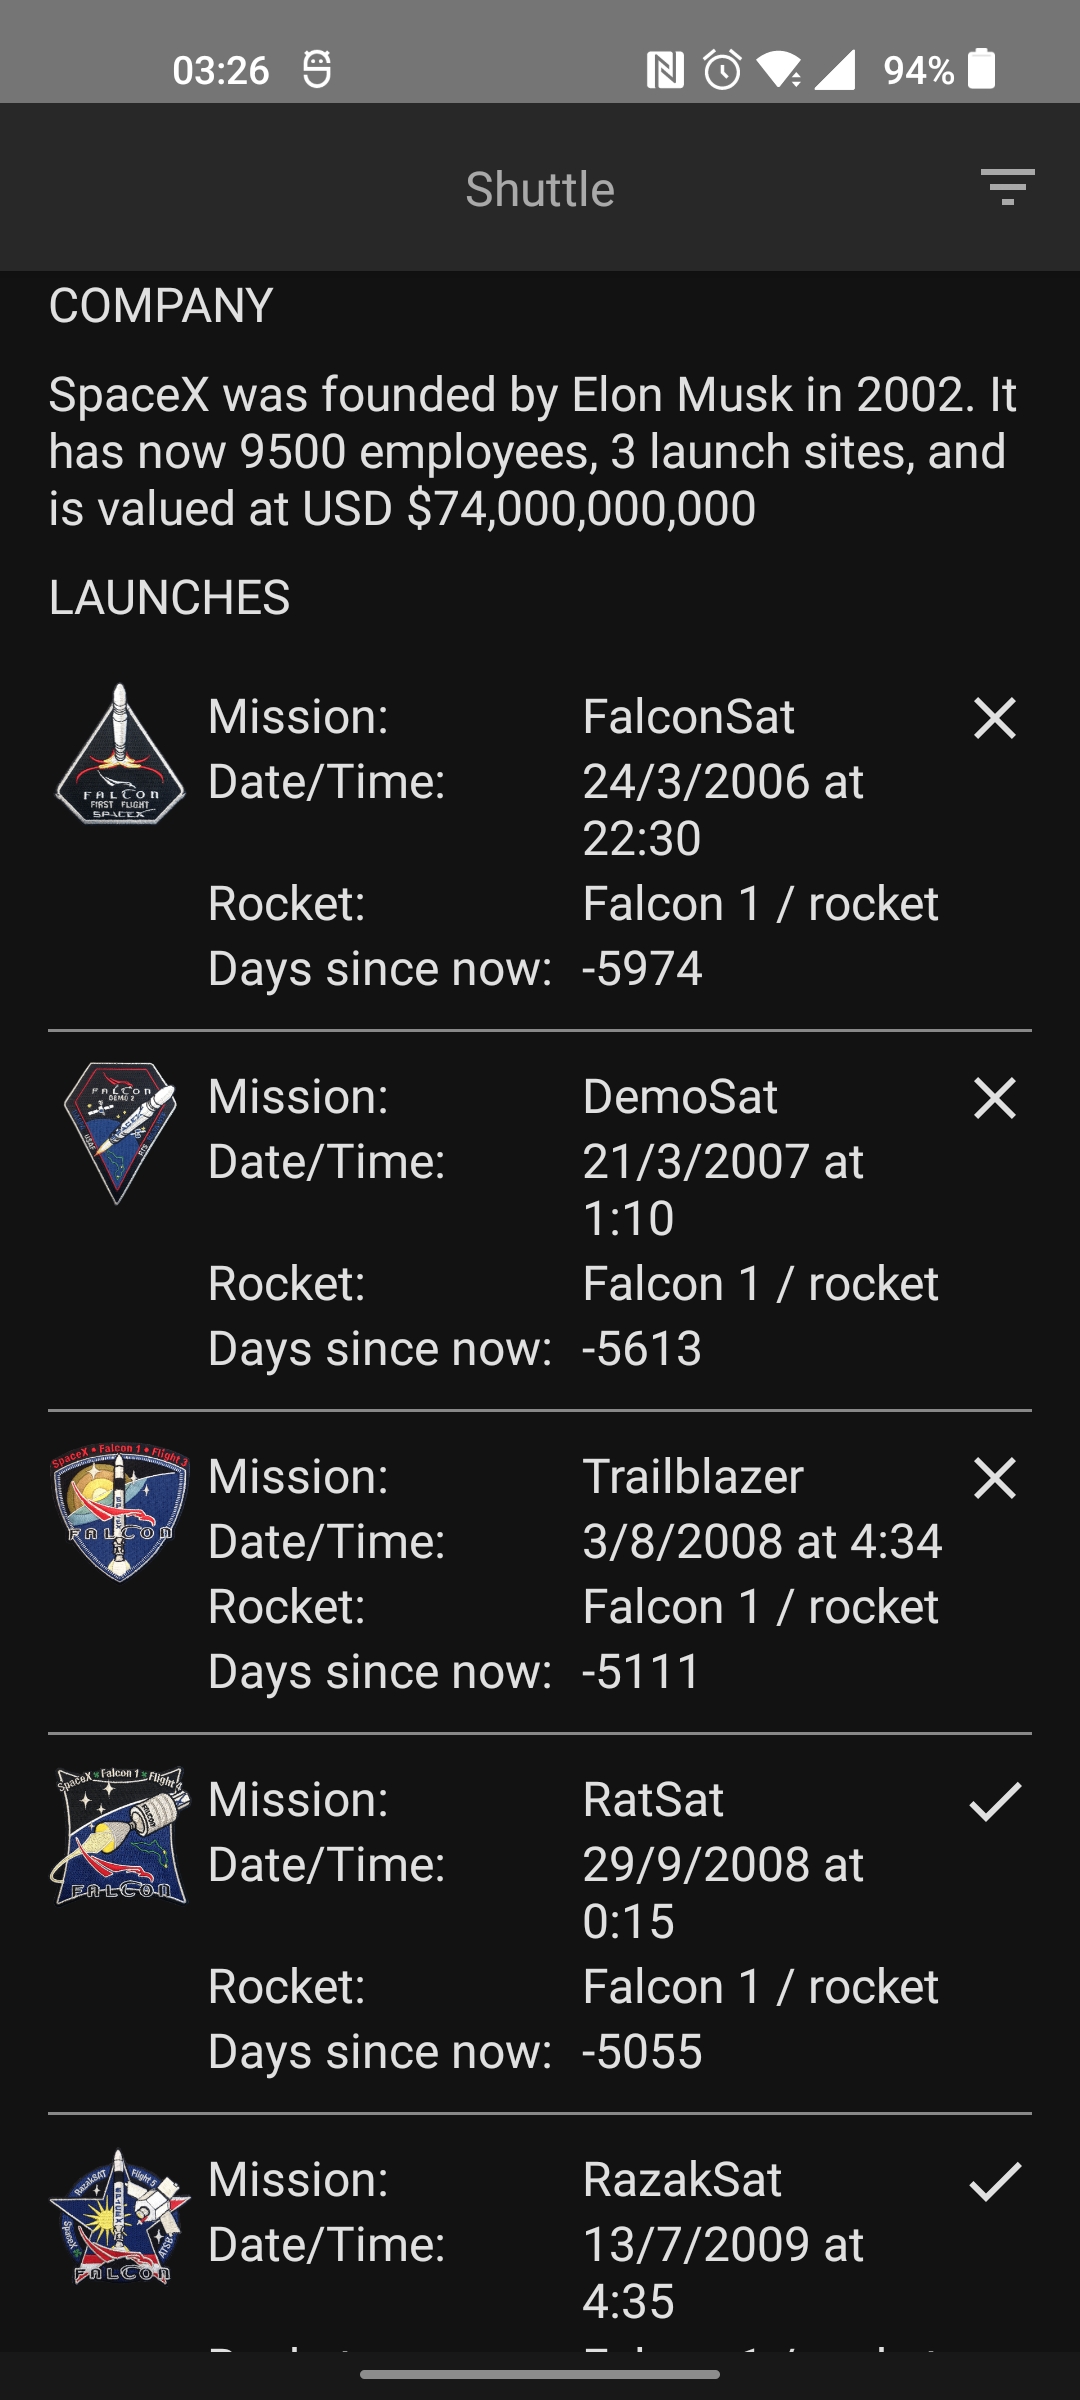 03:26 94%
Shuttle
COMPANY
SpaceX was founded by Elon Musk in 2002. It
has now 9500 employees, 3 launch sites, and
is valued at USD $74,000,000,000
LAUNCHES
FALCON
FIRST FLIGHT
SPACEX
Mission: FalconSat
Date/Time: 24/3/2006 at
22:30
Rocket: Falcon 1 / rocket
Days since now: -5974
FALCON
DEMO 2
Mission: DemoSat
Date/Time: 21/3/2007 at
1:10
Rocket: Falcon 1 / rocket
Days since now: -5613
SpaceX • Falcon 1 • Flight 3
FALCON
Mission: Trailblazer
Date/Time: 3/8/2008 at 4:34
Rocket: Falcon 1 / rocket
Days since now: -5111
SpaceX Falcon 1 Flight 4
FALCON
Mission: RatSat
Date/Time: 29/9/2008 at
0:15
Rocket: Falcon 1 / rocket
Days since now: -5055
RazakSAT Flight 5
SpaceX
ATSB
FALCON
Mission: RazakSat
Date/Time: 13/7/2009 at
4:35